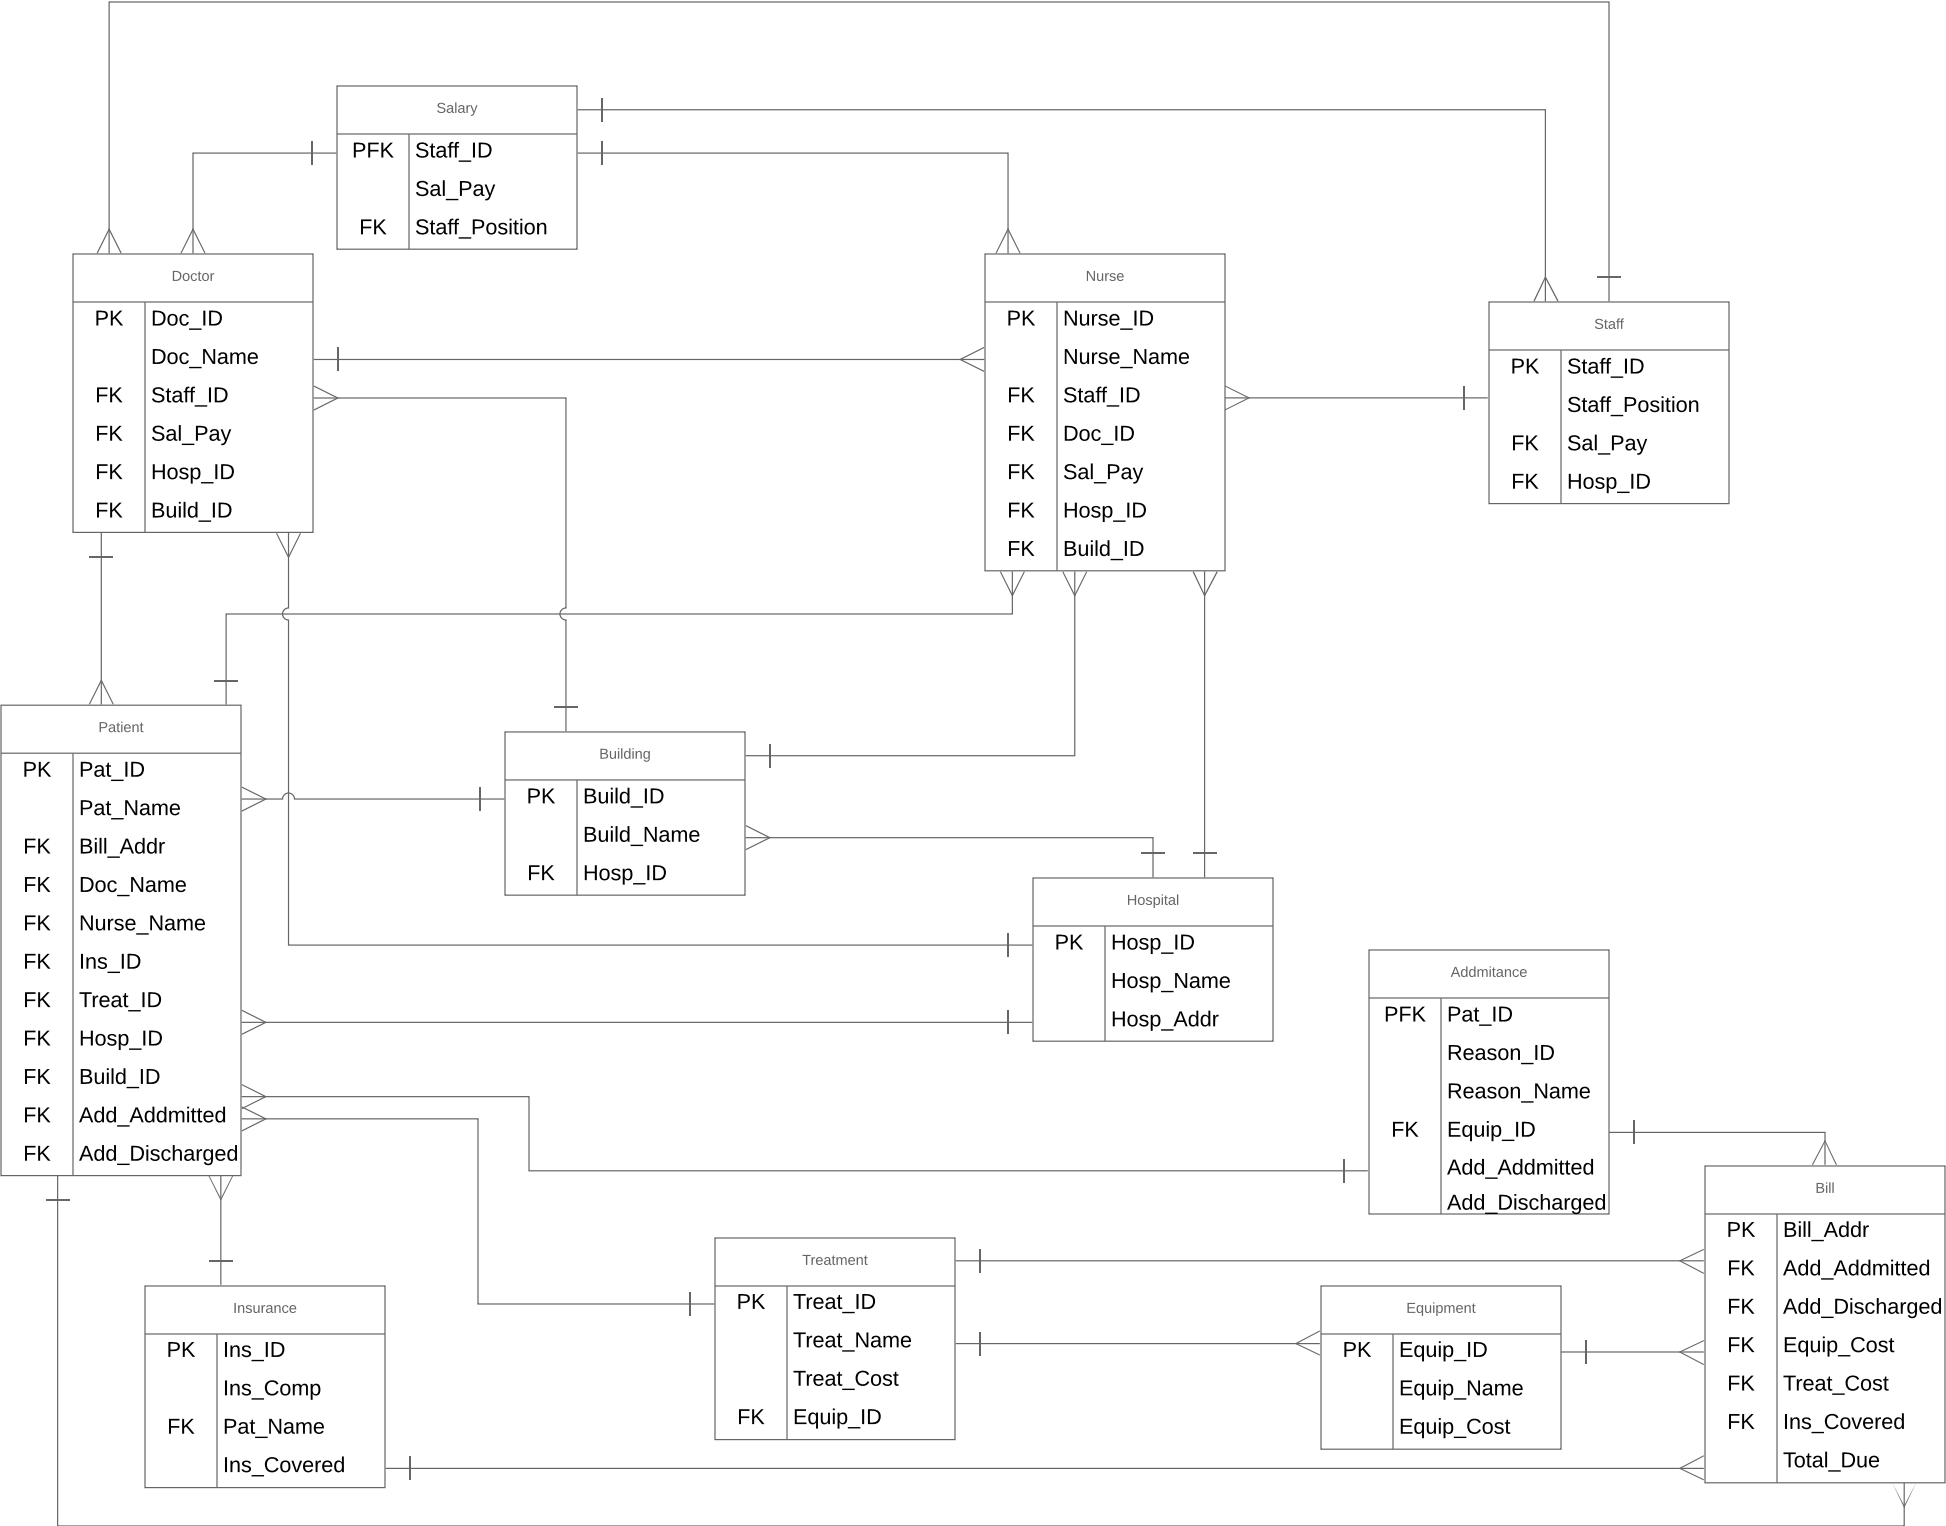 Salary
PFK Staff_ID
Sal_Pay
FK Staff_Position
Doctor
PK Doc_ID
Doc_Name
FK Staff_ID
FK Sal_Pay
FK Hosp_ID
FK Build_ID
Nurse
PK Nurse_ID
Nurse_Name
FK Staff_ID
FK Doc_ID
FK Sal_Pay
FK Hosp_ID
FK Build_ID
Staff
PK Staff_ID
Staff_Position
FK Sal_Pay
FK Hosp_ID
Patient
PK Pat_ID
Pat_Name
FK Bill_Addr
FK Doc_Name
FK Nurse_Name
FK Ins_ID
FK Treat_ID
FK Hosp_ID
FK Build_ID
FK Add_Addmitted
FK Add_Discharged
Building
PK Build_ID
Build_Name
FK Hosp_ID
Hospital
PK Hosp_ID
Hosp_Name
Hosp_Addr
Addmitance
PFK Pat_ID
Reason_ID
Reason_Name
FK Equip_ID
Add_Addmitted
Add_Discharged
Bill
PK Bill_Addr
FK Add_Addmitted
FK Add_Discharged
FK Equip_Cost
FK Treat_Cost
FK Ins_Covered
Total_Due
Treatment
PK Treat_ID
Treat_Name
Treat_Cost
FK Equip_ID
Equipment
PK Equip_ID
Equip_Name
Equip_Cost
Insurance
PK Ins_ID
Ins_Comp
FK Pat_Name
Ins_Covered